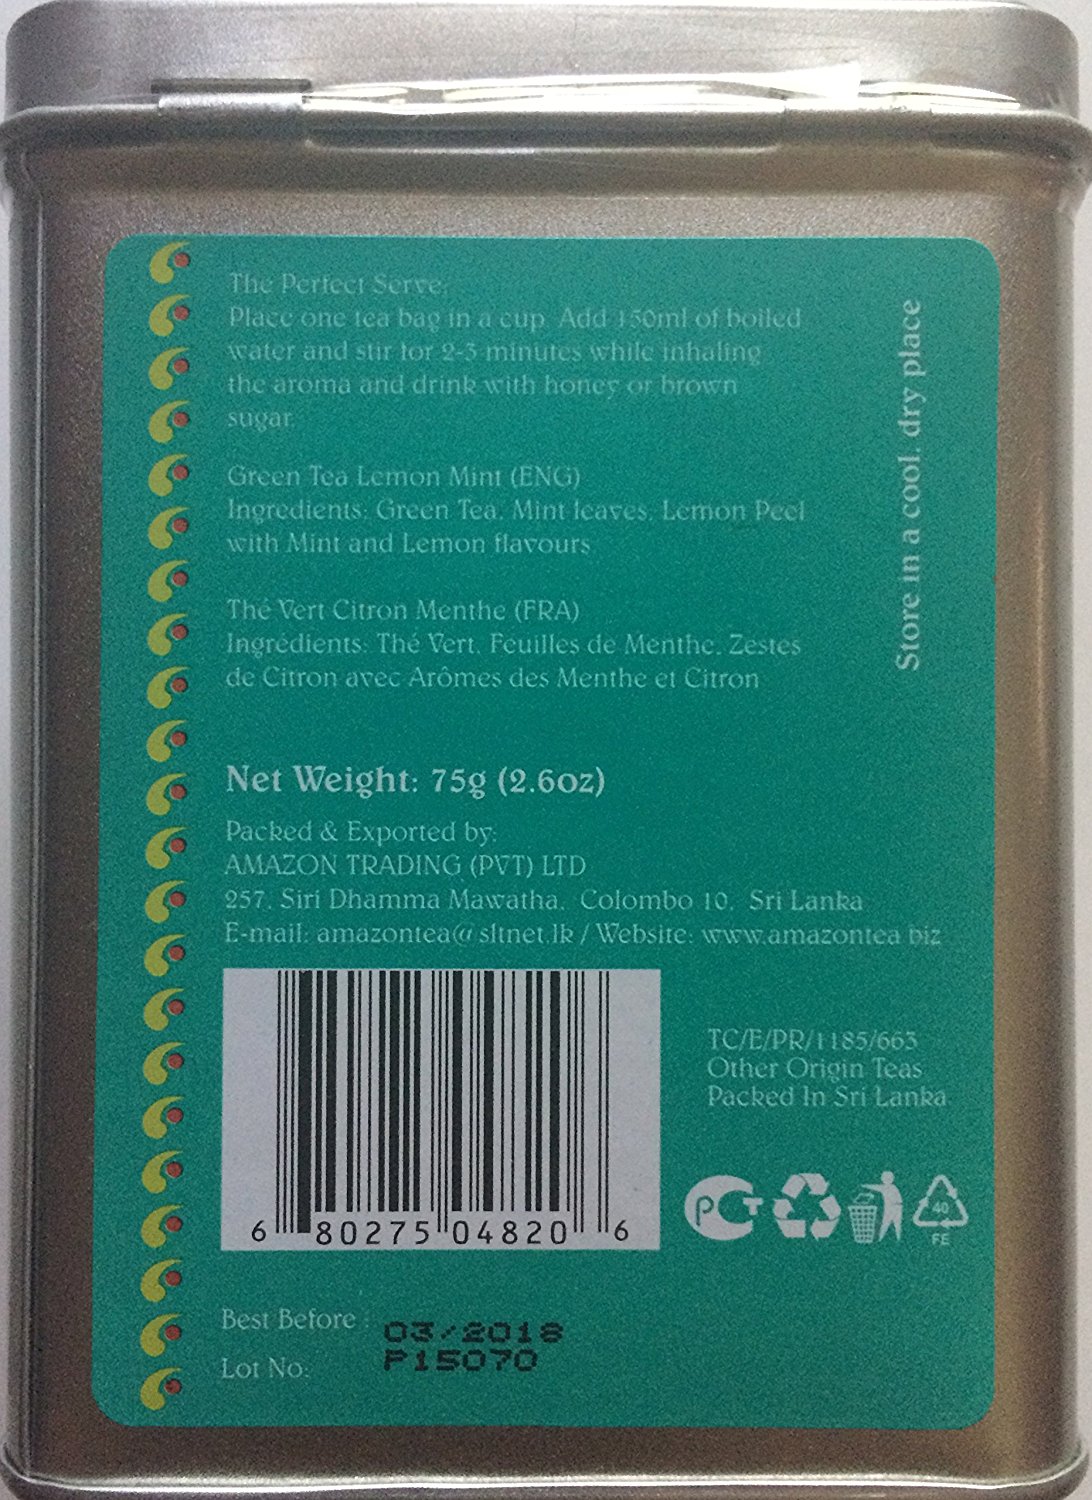 The Perfect Serve:
Place one tea bag in a cup. Add 150ml of boiled
water and stir for 2-3 minutes while inhaling
the aroma and drink with honey or brown
sugar.
Green Tea Lemon Mint (ENG)
Ingredients: Green Tea, Mint leaves, Lemon Peel
with Mint and Lemon flavours
Thé Vert Citron Menthe (FRA)
Ingrédients: Thé Vert, Feuilles de Menthe, Zestes
de Citron avec Arômes des Menthe et Citron
Store in a cool, dry place
Net Weight: 75g (2.6oz)
Packed & Exported by:
AMAZON TRADING (PVT) LTD
257, Siri Dhamma Mawatha, Colombo 10, Sri Lanka
E-mail: amazontea@sltnet.lk / Website: www.amazontea.biz
6 80275 04820 6
TC/E/PR/1185/663
Other Origin Teas
Packed In Sri Lanka
РСТ
40
FE
Best Before : 03/2018
Lot No: P15070